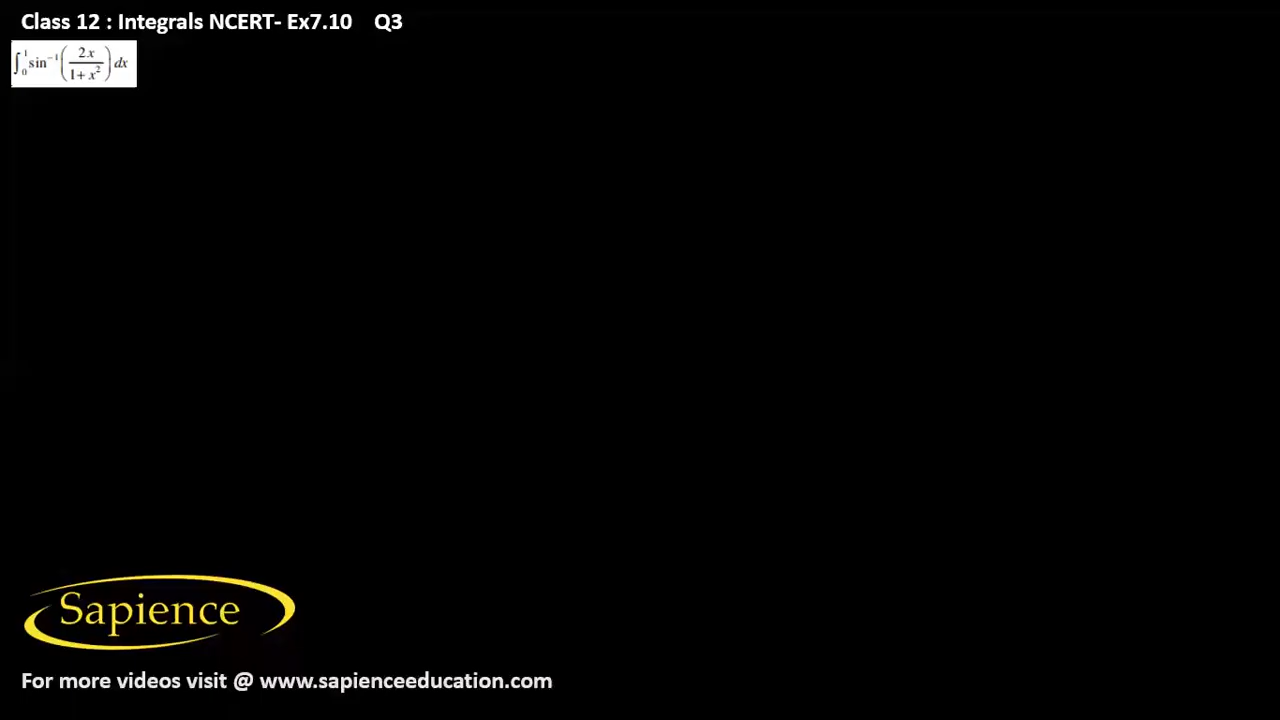 Class 12 : Integrals NCERT- Ex7.10 Q3
∫₀¹ sin⁻¹(2x/(1+x²)) dx
Sapience
For more videos visit @ www.sapienceeducation.com